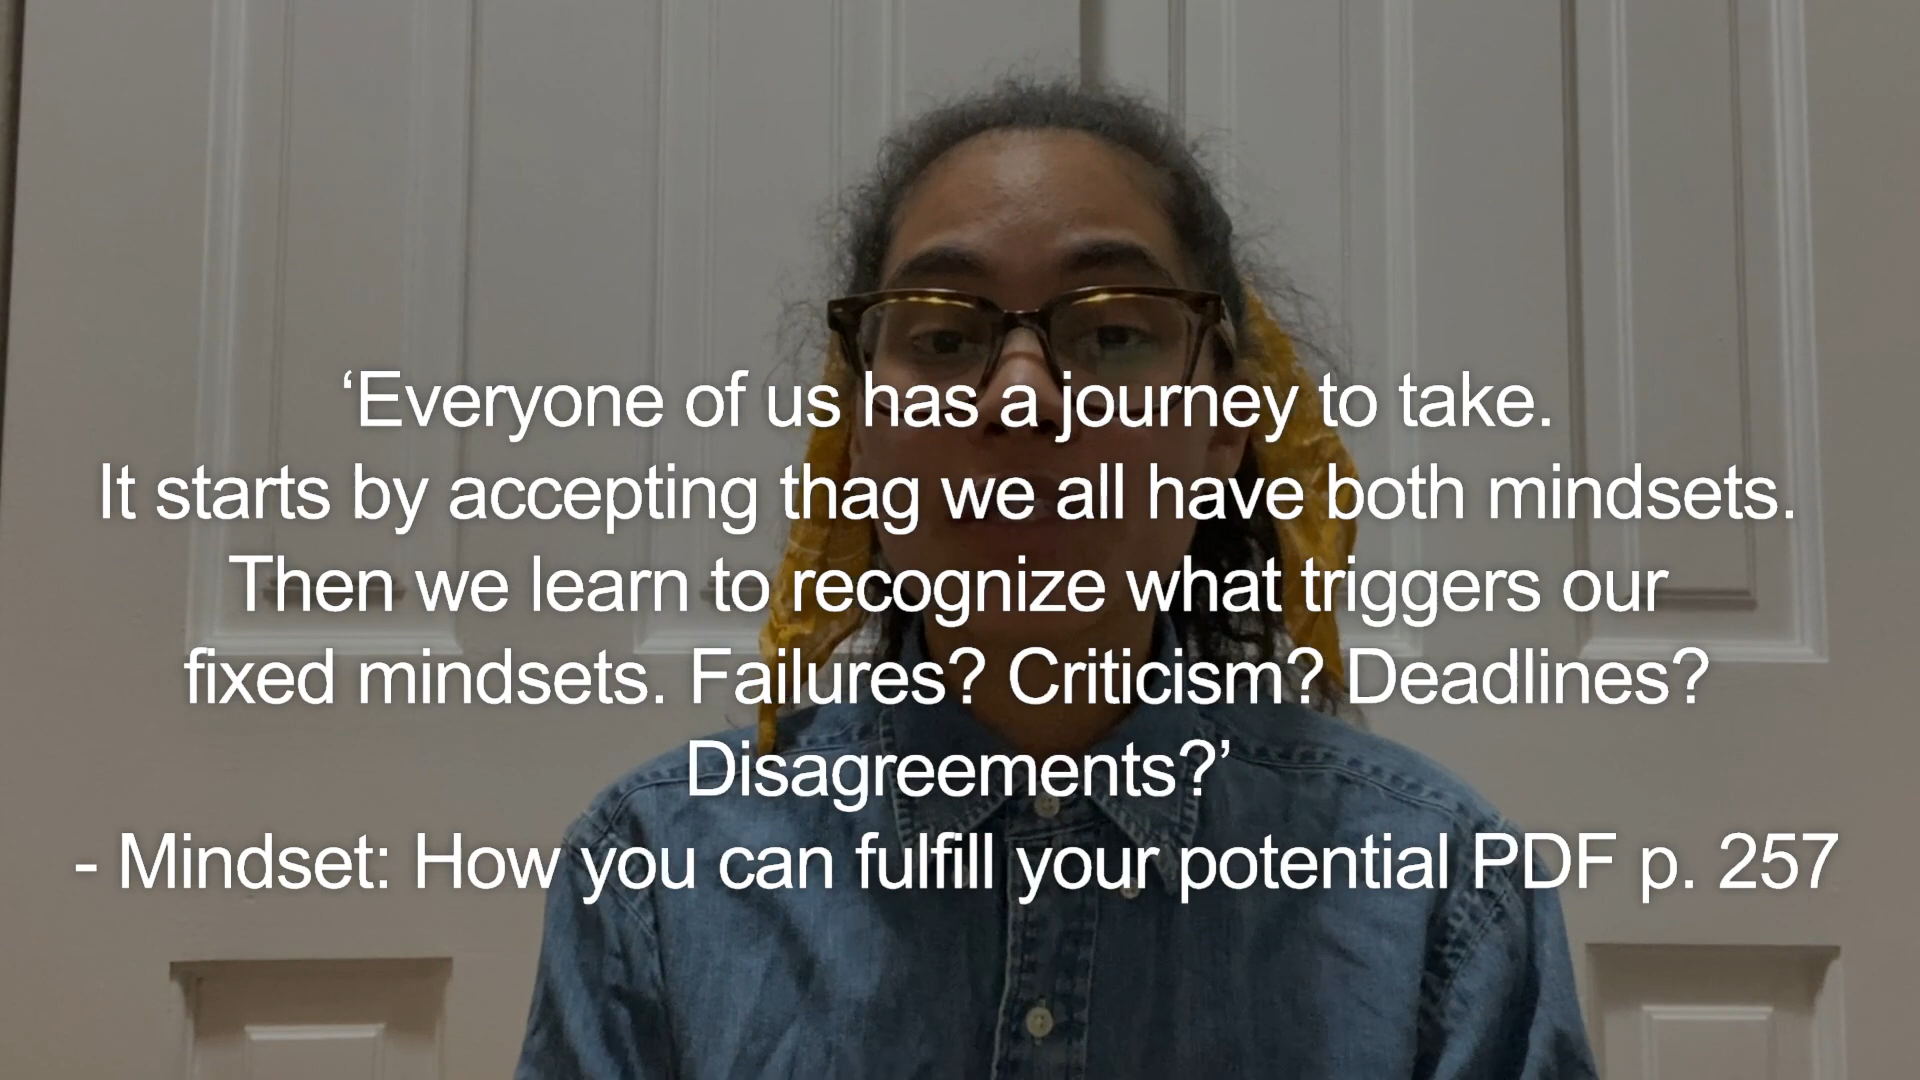 ‘Everyone of us has a journey to take.
It starts by accepting thag we all have both mindsets.
Then we learn to recognize what triggers our
fixed mindsets. Failures? Criticism? Deadlines?
Disagreements?’
- Mindset: How you can fulfill your potential PDF p. 257